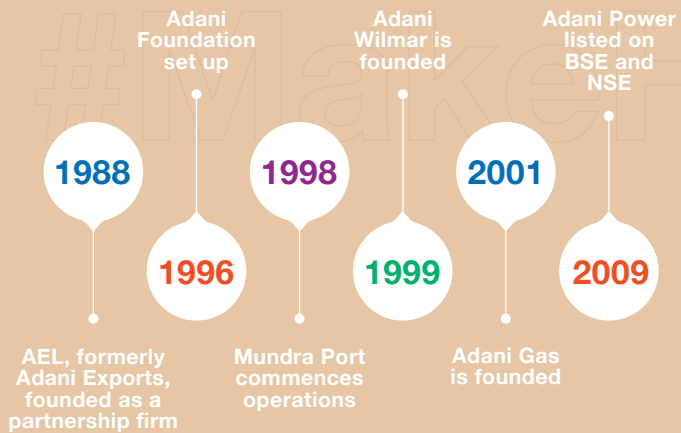 #Maker
Adani
Foundation
set up
Adani
Wilmar is
founded
Adani Power
listed on
BSE and
NSE
1988
1998
2001
1996
1999
2009
AEL, formerly
Adani Exports,
founded as a
partnership firm
Mundra Port
commences
operations
Adani Gas
is founded